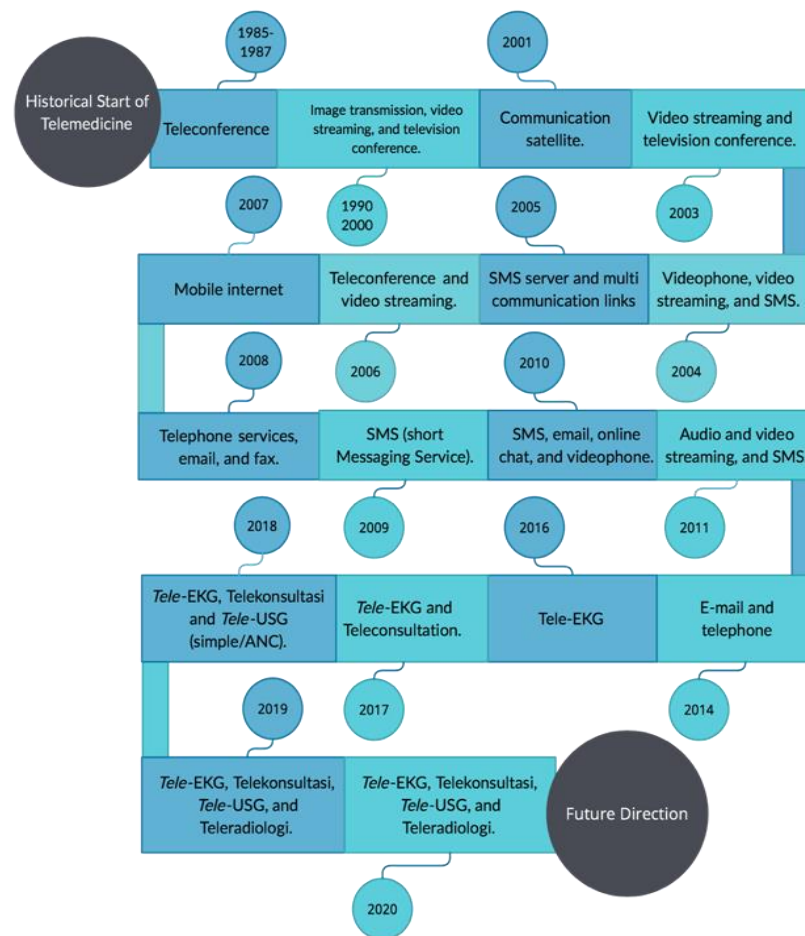 1985-
1987
2001
Historical Start of
Telemedicine
Teleconference
Image transmission, video
streaming, and television
conference.
Communication
satellite.
Video streaming and
television conference.
1990
2000
2003
2007
2005
Mobile internet
Teleconference and
video streaming.
SMS server and multi
communication links
Videophone, video
streaming, and SMS.
2006
2004
2008
2010
Telephone services,
email, and fax.
SMS (short
Messaging Service).
SMS, email, online
chat, and videophone.
Audio and video
streaming, and SMS
2009
2011
2018
2016
Tele-EKG, Telekonsultasi
and Tele-USG
(simple/ANC).
Tele-EKG and
Teleconsultation.
Tele-EKG
E-mail and
telephone
2017
2014
2019
Tele-EKG, Telekonsultasi,
Tele-USG, and
Teleradiologi.
Tele-EKG, Telekonsultasi,
Tele-USG, and
Teleradiologi.
Future Direction
2020